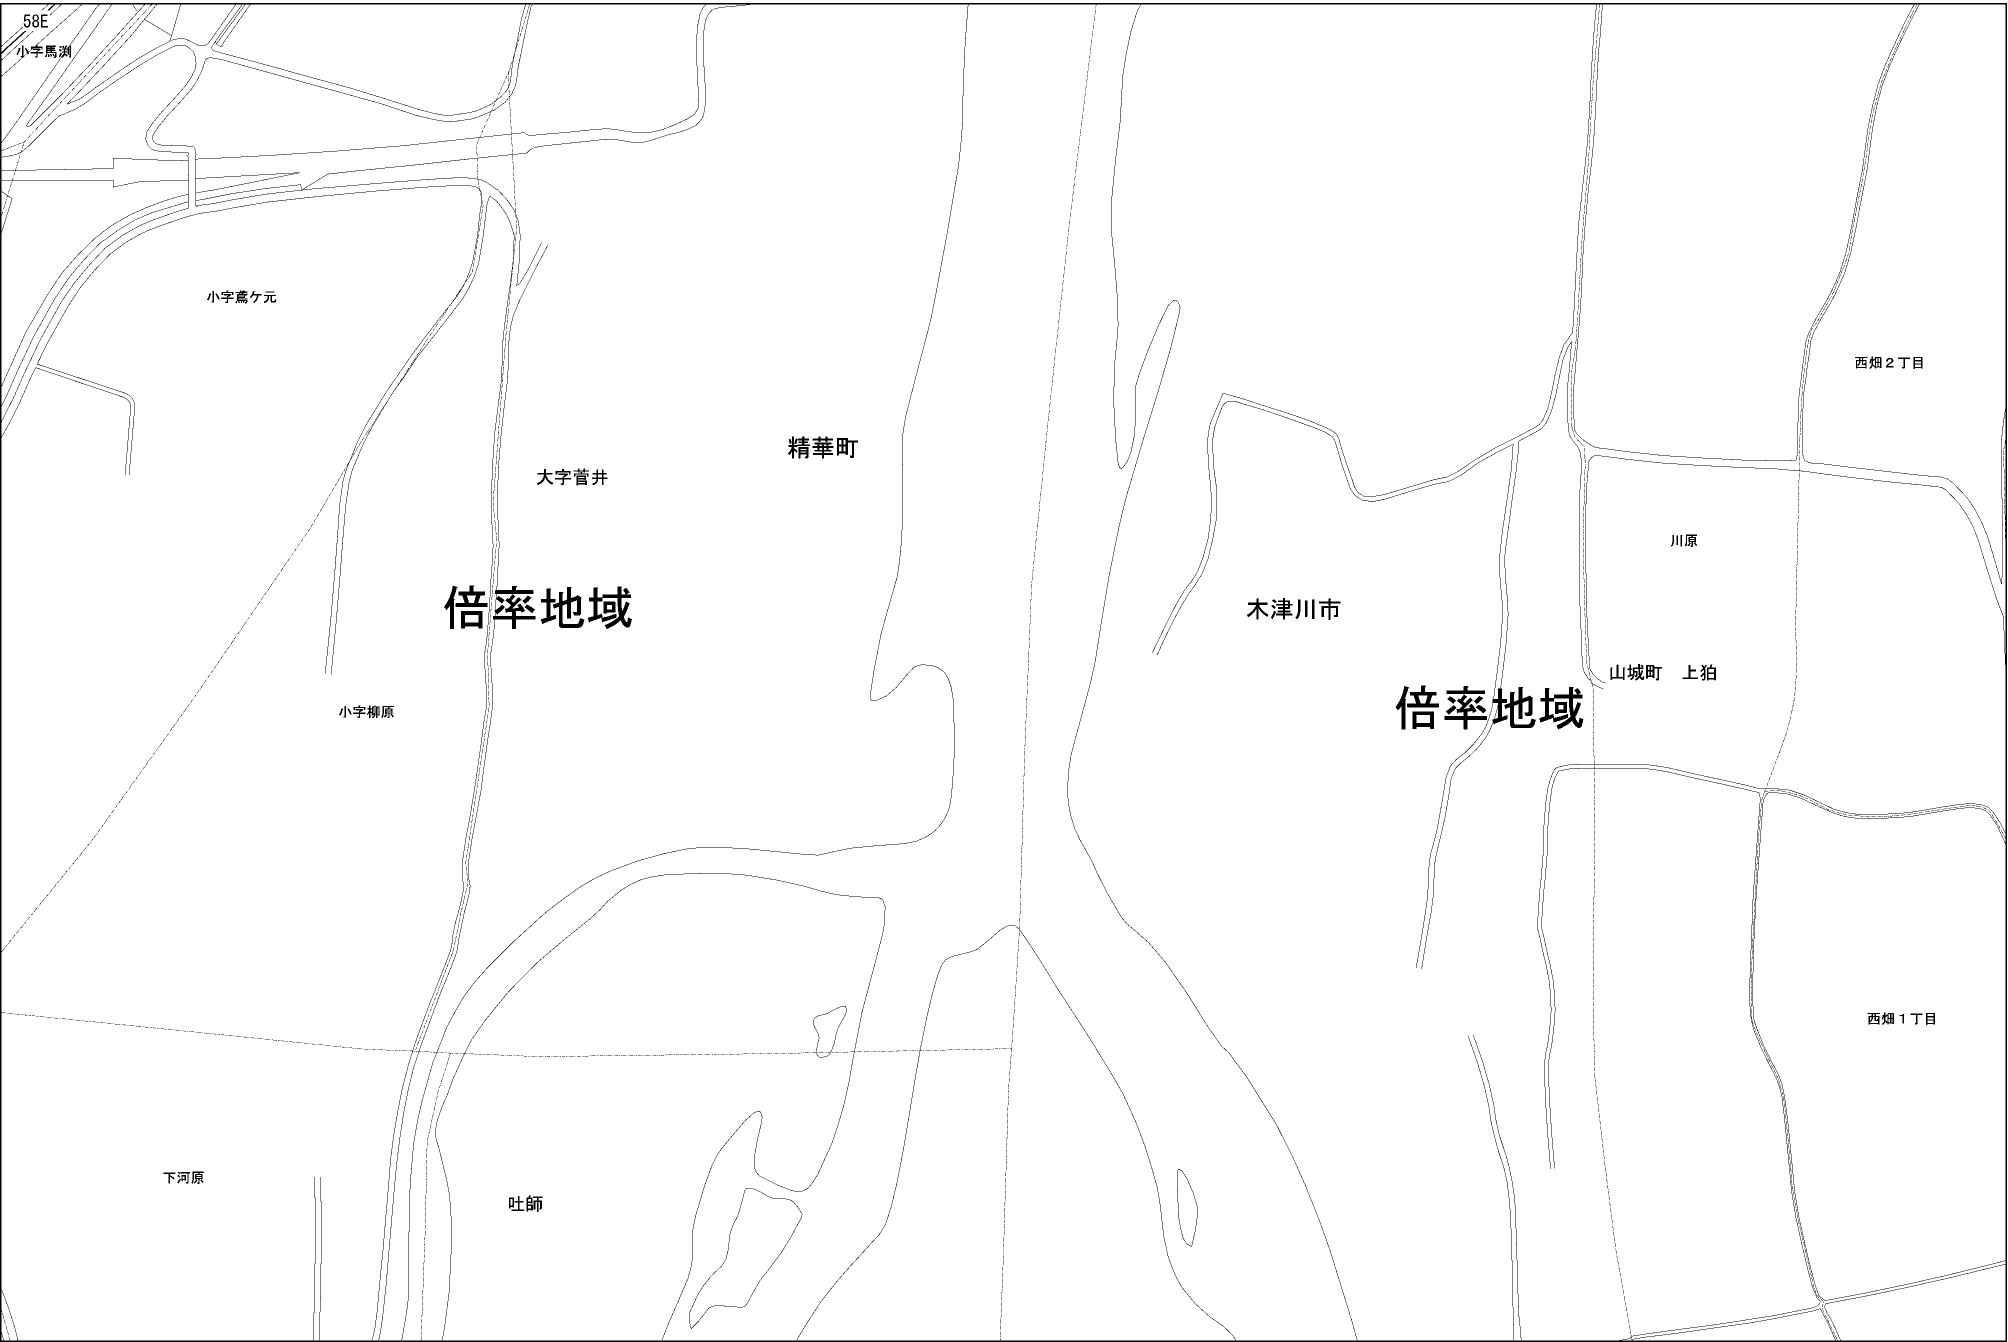 58E
小字馬渕
小字鳶ケ元
西畑２丁目
精華町
大字菅井
川原
倍率地域
木津川市
山城町　上狛
倍率地域
小字柳原
西畑１丁目
下河原
吐師